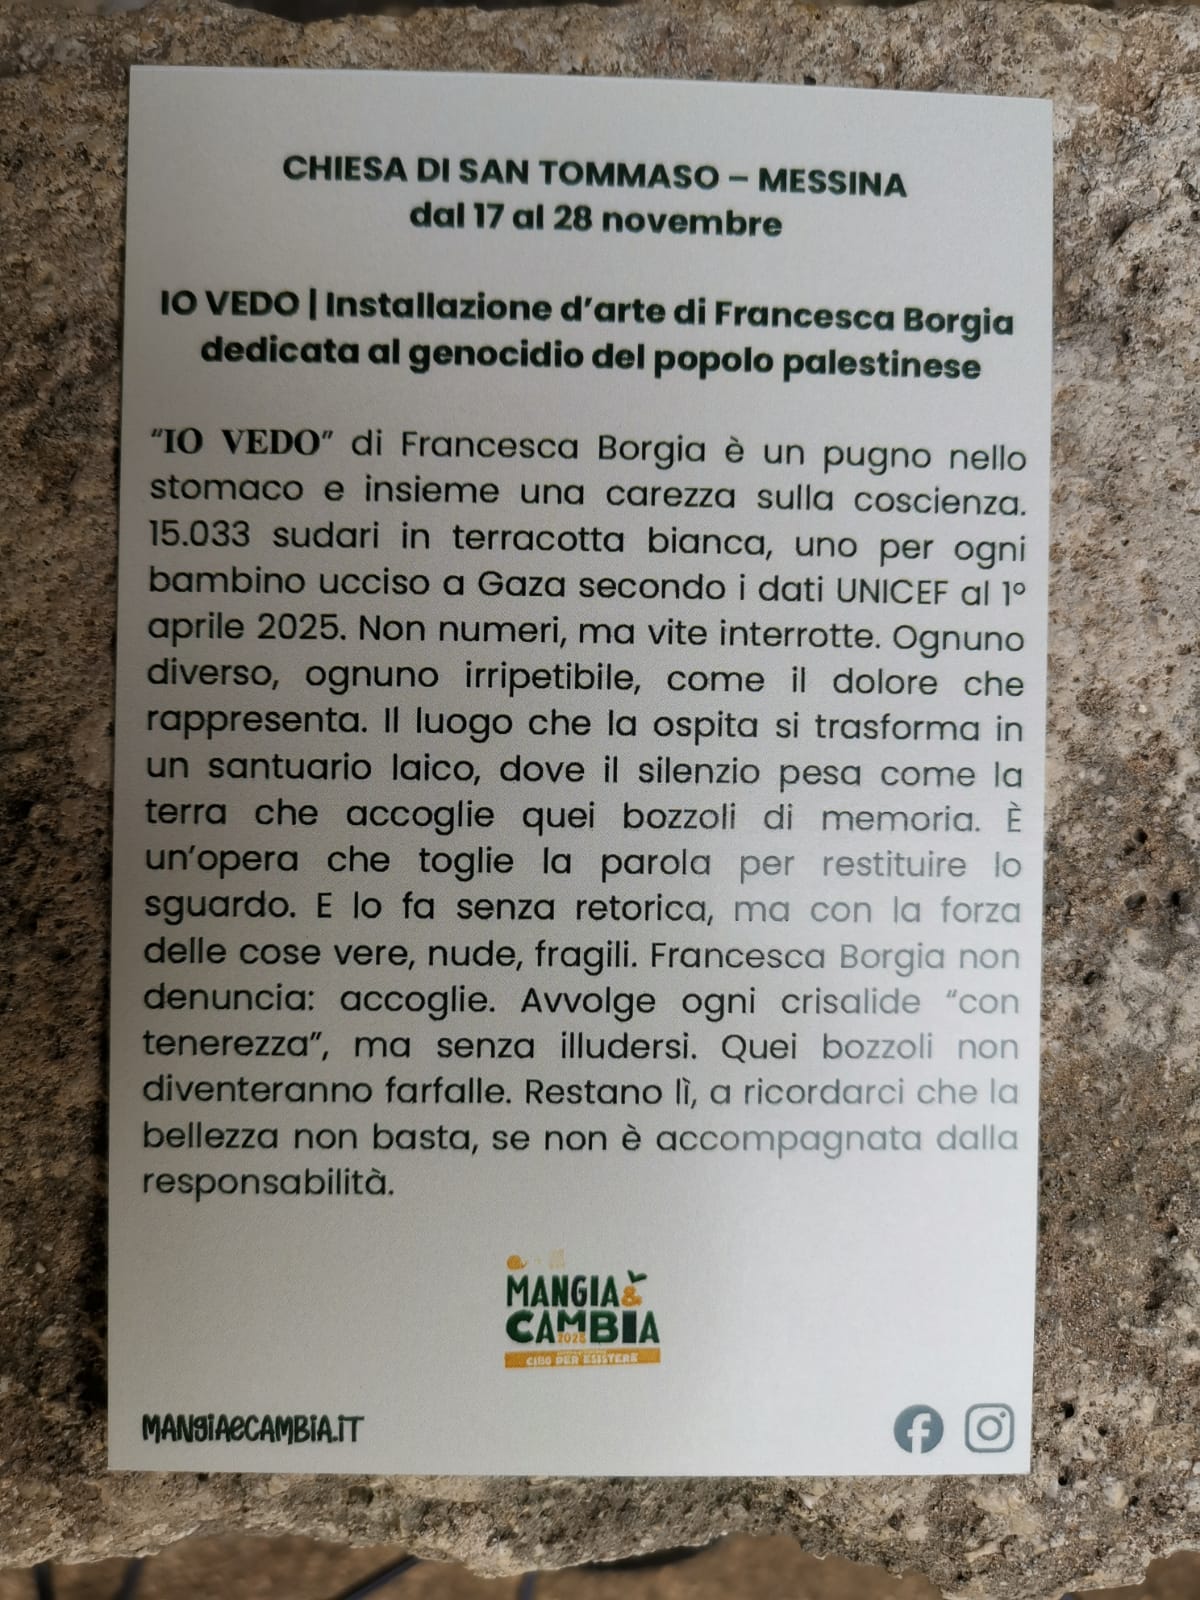 CHIESA DI SAN TOMMASO – MESSINA
dal 17 al 28 novembre
IO VEDO | Installazione d'arte di Francesca Borgia
dedicata al genocidio del popolo palestinese
“IO VEDO” di Francesca Borgia è un pugno nello
stomaco e insieme una carezza sulla coscienza.
15.033 sudari in terracotta bianca, uno per ogni
bambino ucciso a Gaza secondo i dati UNICEF al 1°
aprile 2025. Non numeri, ma vite interrotte. Ognuno
diverso, ognuno irripetibile, come il dolore che
rappresenta. Il luogo che la ospita si trasforma in
un santuario laico, dove il silenzio pesa come la
terra che accoglie quei bozzoli di memoria. È
un'opera che toglie la parola per restituire lo
sguardo. E lo fa senza retorica, ma con la forza
delle cose vere, nude, fragili. Francesca Borgia non
denuncia: accoglie. Avvolge ogni crisalide “con
tenerezza”, ma senza illudersi. Quei bozzoli non
diventeranno farfalle. Restano lì, a ricordarci che la
bellezza non basta, se non è accompagnata dalla
responsabilità.
MANGIA &
CAMBIA
2025
CIBO PER ESISTERE
MANGIAeCAMBIA.IT